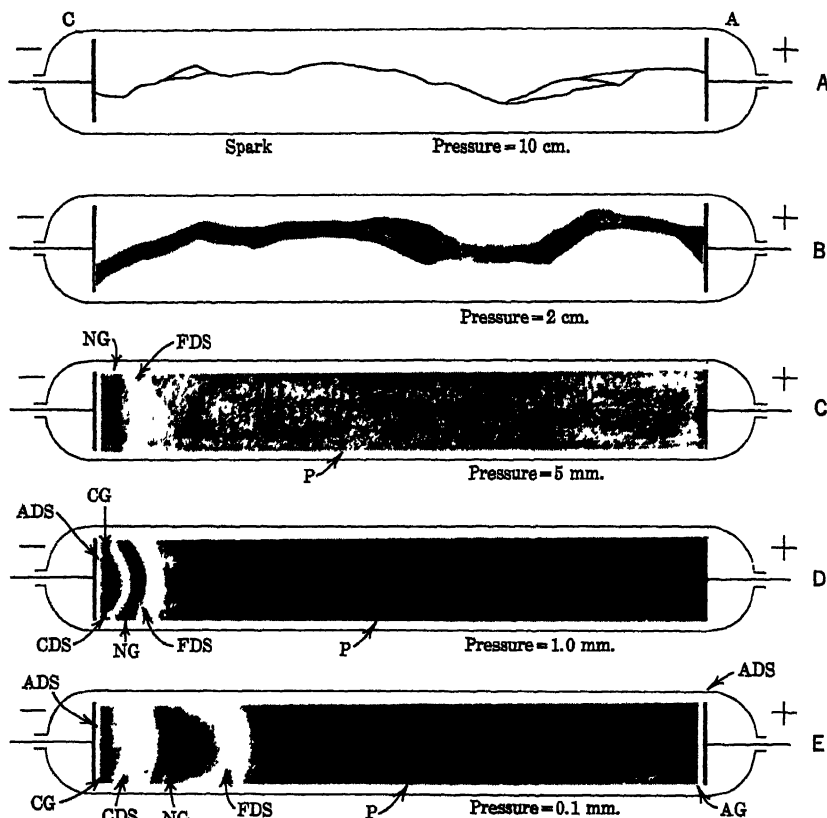 C A
− + A
Spark Pressure = 10 cm.
− + B
Pressure = 2 cm.
NG FDS
− + C
P Pressure = 5 mm.
CG
ADS
− + D
CDS NG FDS P Pressure = 1.0 mm.
ADS ADS
− + E
CG CDS NG FDS P Pressure = 0.1 mm. AG